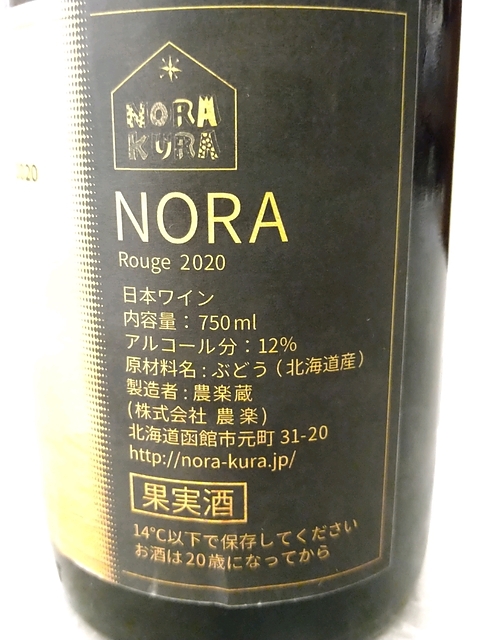 NORA
KURA
NORA
Rouge 2020
日本ワイン
内容量：750ml
アルコール分：12%
原材料名：ぶどう（北海道産）
製造者：農楽蔵
(株式会社 農楽)
北海道函館市元町 31-20
http://nora-kura.jp/
果実酒
14℃以下で保存してください
お酒は20歳になってから